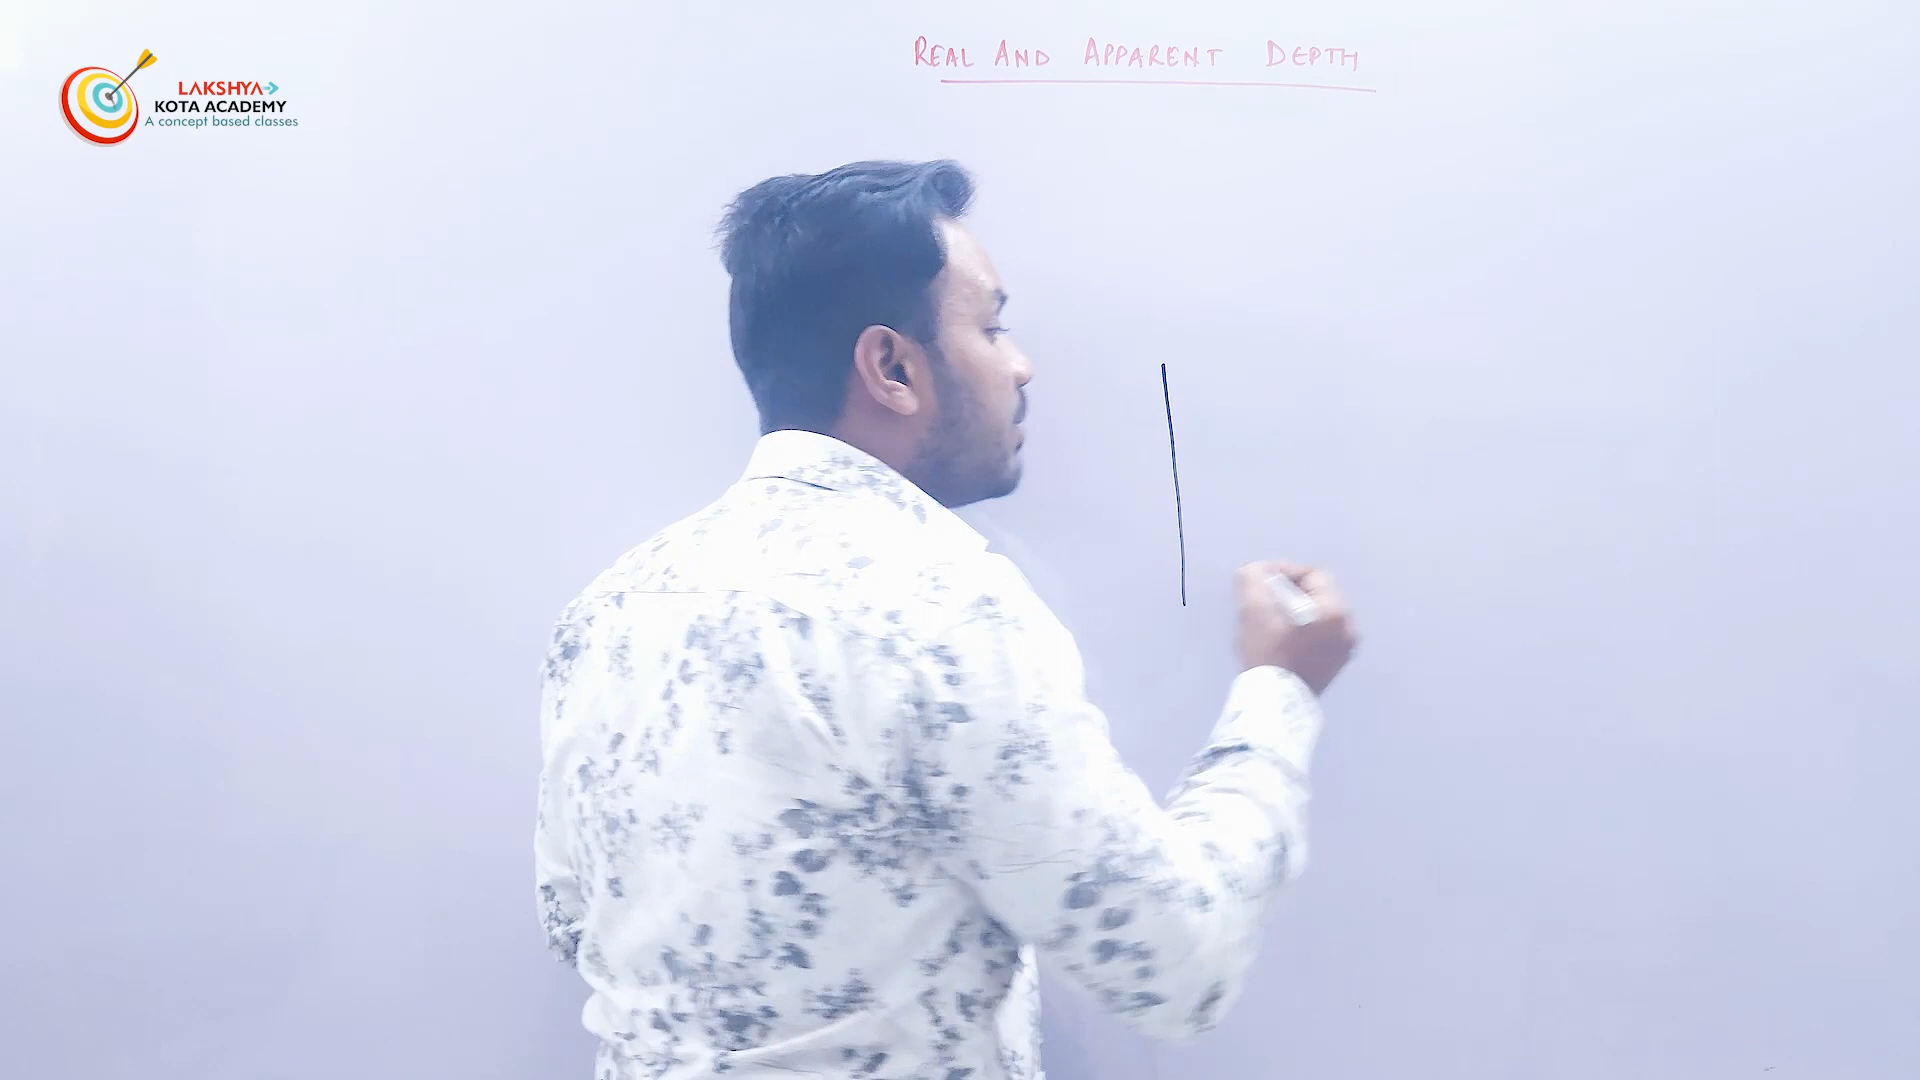 REAL AND APPARENT DEPTH
LAKSHYA
KOTA ACADEMY
A concept based classes